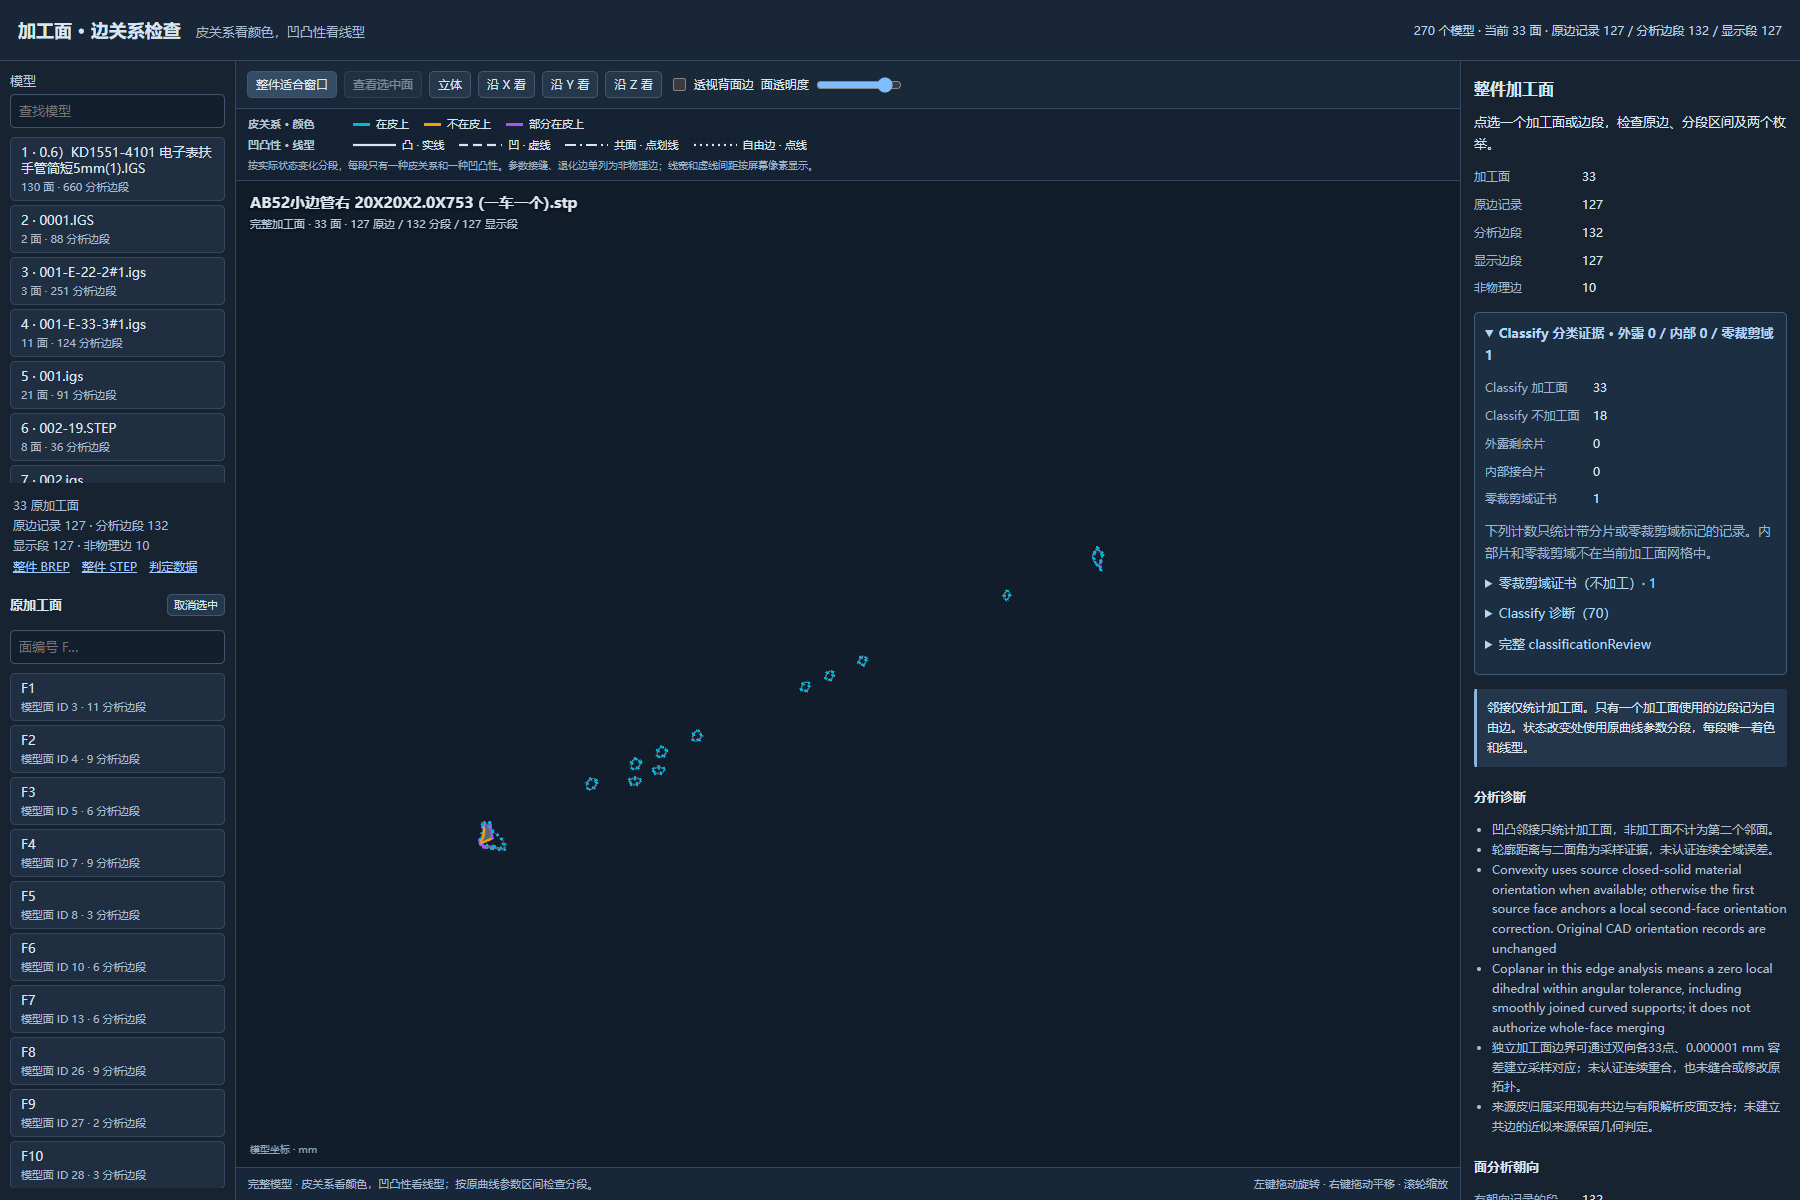 加工面 • 边关系检查 皮关系看颜色，凹凸性看线型
270 个模型 · 当前 33 面 · 原边记录 127 / 分析边段 132 / 显示段 127
模型
查找模型
1 · 0.6）KD1551-4101 电子表扶
手管简短5mm(1).IGS
130 面 · 660 分析边段
2 · 0001.IGS
2 面 · 88 分析边段
3 · 001-E-22-2#1.igs
3 面 · 251 分析边段
4 · 001-E-33-3#1.igs
11 面 · 124 分析边段
5 · 001.igs
21 面 · 91 分析边段
6 · 002-19.STEP
8 面 · 36 分析边段
7 · 002.igs
33 原加工面
原边记录 127 · 分析边段 132
显示段 127 · 非物理边 10
整件 BREP 整件 STEP 判定数据
原加工面 取消选中
面编号 F...
F1
模型面 ID 3 · 11 分析边段
F2
模型面 ID 4 · 9 分析边段
F3
模型面 ID 5 · 6 分析边段
F4
模型面 ID 7 · 9 分析边段
F5
模型面 ID 8 · 3 分析边段
F6
模型面 ID 10 · 6 分析边段
F7
模型面 ID 13 · 6 分析边段
F8
模型面 ID 26 · 9 分析边段
F9
模型面 ID 27 · 2 分析边段
F10
模型面 ID 28 · 3 分析边段
整件适合窗口 查看选中面 立体 沿 X 看 沿 Y 看 沿 Z 看 透视背面边 面透明度
皮关系 • 颜色 在皮上 不在皮上 部分在皮上
凹凸性 • 线型 凸 · 实线 凹 · 虚线 共面 · 点划线 自由边 · 点线
按实际状态变化分段，每段只有一种皮关系和一种凹凸性。参数接缝、退化边单列为非物理边；线宽和虚线间距按屏幕像素显示。
AB52小边管右 20X20X2.0X753 (一车一个).stp
完整加工面 · 33 面 · 127 原边 / 132 分段 / 127 显示段
模型坐标 · mm
完整模型 · 皮关系看颜色，凹凸性看线型；按原曲线参数区间检查分段。
左键拖动旋转 · 右键拖动平移 · 滚轮缩放
整件加工面
点选一个加工面或边段，检查原边、分段区间及两个枚
举。
加工面 33
原边记录 127
分析边段 132
显示边段 127
非物理边 10
▼ Classify 分类证据 • 外露 0 / 内部 0 / 零裁剪域
1
Classify 加工面 33
Classify 不加工面 18
外露剩余片 0
内部接合片 0
零裁剪域证书 1
下列计数只统计带分片或零裁剪域标记的记录。内
部片和零裁剪域不在当前加工面网格中。
▶ 零裁剪域证书（不加工）· 1
▶ Classify 诊断（70）
▶ 完整 classificationReview
邻接仅统计加工面。只有一个加工面使用的边段记为自
由边。状态改变处使用原曲线参数分段，每段唯一着色
和线型。
分析诊断
• 凹凸邻接只统计加工面，非加工面不计为第二个邻面。
• 轮廓距离与二面角为采样证据，未认证连续全域误差。
• Convexity uses source closed-solid material
orientation when available; otherwise the first
source face anchors a local second-face orientation
correction. Original CAD orientation records are
unchanged
• Coplanar in this edge analysis means a zero local
dihedral within angular tolerance, including
smoothly joined curved supports; it does not
authorize whole-face merging
• 独立加工面边界可通过双向各33点、0.000001 mm 容
差建立采样对应；未认证连续重合，也未缝合或修改原
拓扑。
• 来源皮归属采用现有共边与有限解析皮面支持；未建立
共边的近似来源保留几何判定。
面分析朝向
有朝向记录的段 132